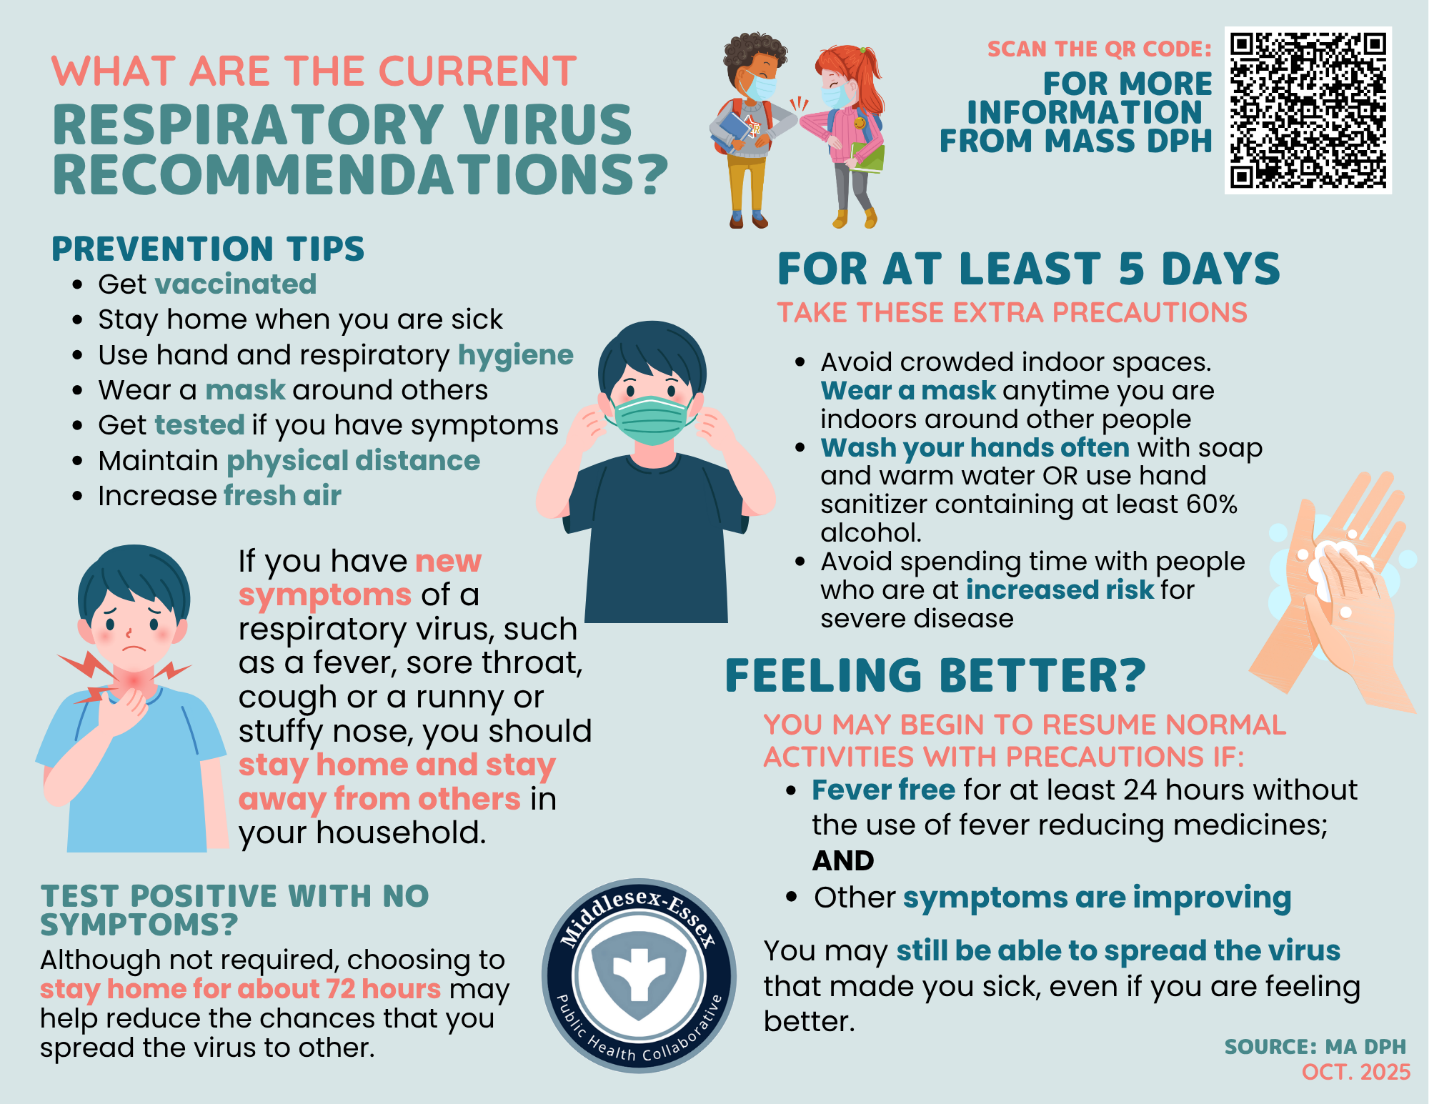 WHAT ARE THE CURRENT
RESPIRATORY VIRUS
RECOMMENDATIONS?
SCAN THE QR CODE:
FOR MORE
INFORMATION
FROM MASS DPH
PREVENTION TIPS
• Get vaccinated
• Stay home when you are sick
• Use hand and respiratory hygiene
• Wear a mask around others
• Get tested if you have symptoms
• Maintain physical distance
• Increase fresh air
If you have new
symptoms of a
respiratory virus, such
as a fever, sore throat,
cough or a runny or
stuffy nose, you should
stay home and stay
away from others in
your household.
TEST POSITIVE WITH NO
SYMPTOMS?
Although not required, choosing to
stay home for about 72 hours may
help reduce the chances that you
spread the virus to other.
Middlesex-Essex
Public Health Collaborative
FOR AT LEAST 5 DAYS
TAKE THESE EXTRA PRECAUTIONS
• Avoid crowded indoor spaces.
Wear a mask anytime you are
indoors around other people
• Wash your hands often with soap
and warm water OR use hand
sanitizer containing at least 60%
alcohol.
• Avoid spending time with people
who are at increased risk for
severe disease
FEELING BETTER?
YOU MAY BEGIN TO RESUME NORMAL
ACTIVITIES WITH PRECAUTIONS IF:
• Fever free for at least 24 hours without
the use of fever reducing medicines;
AND
• Other symptoms are improving
You may still be able to spread the virus
that made you sick, even if you are feeling
better.
SOURCE: MA DPH
OCT. 2025